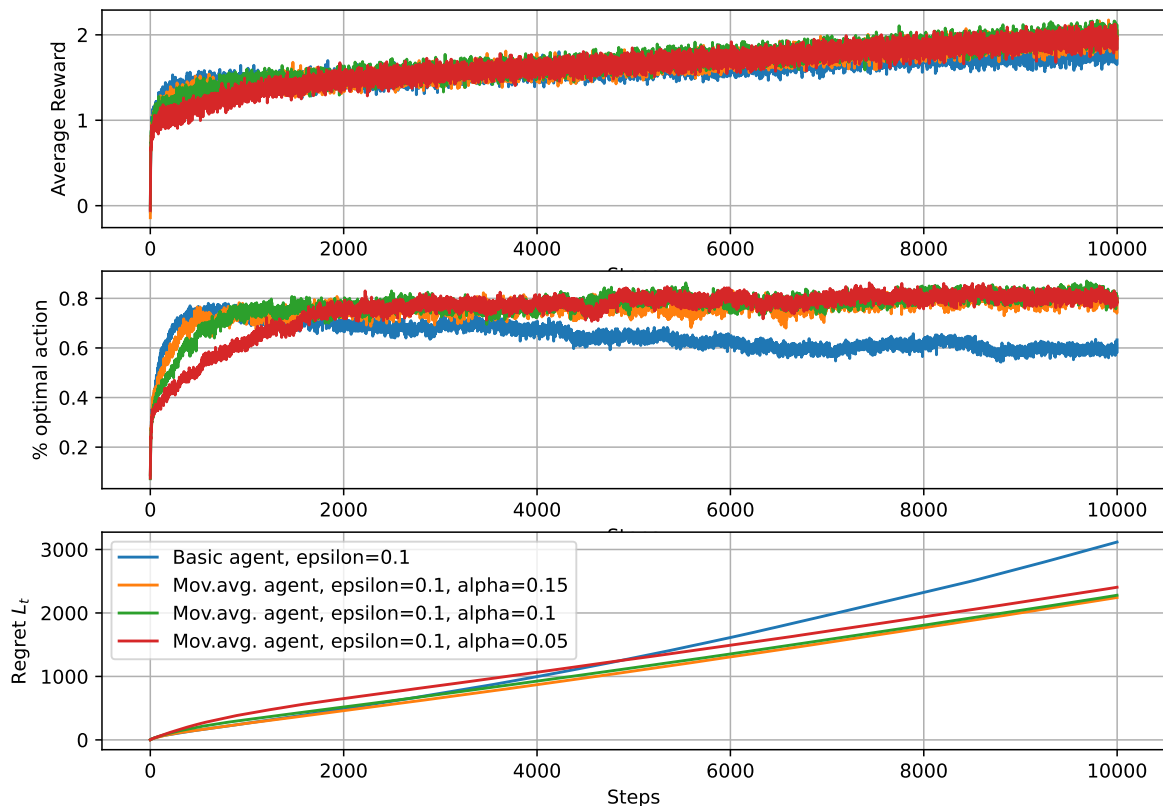 2
1
0
Average Reward
0 2000 4000 6000 8000 10000
0.8
0.6
0.4
0.2
% optimal action
0 2000 4000 6000 8000 10000
3000
2000
1000
0
Regret $L_t$
Basic agent, epsilon=0.1
Mov.avg. agent, epsilon=0.1, alpha=0.15
Mov.avg. agent, epsilon=0.1, alpha=0.1
Mov.avg. agent, epsilon=0.1, alpha=0.05
0 2000 4000 6000 8000 10000
Steps